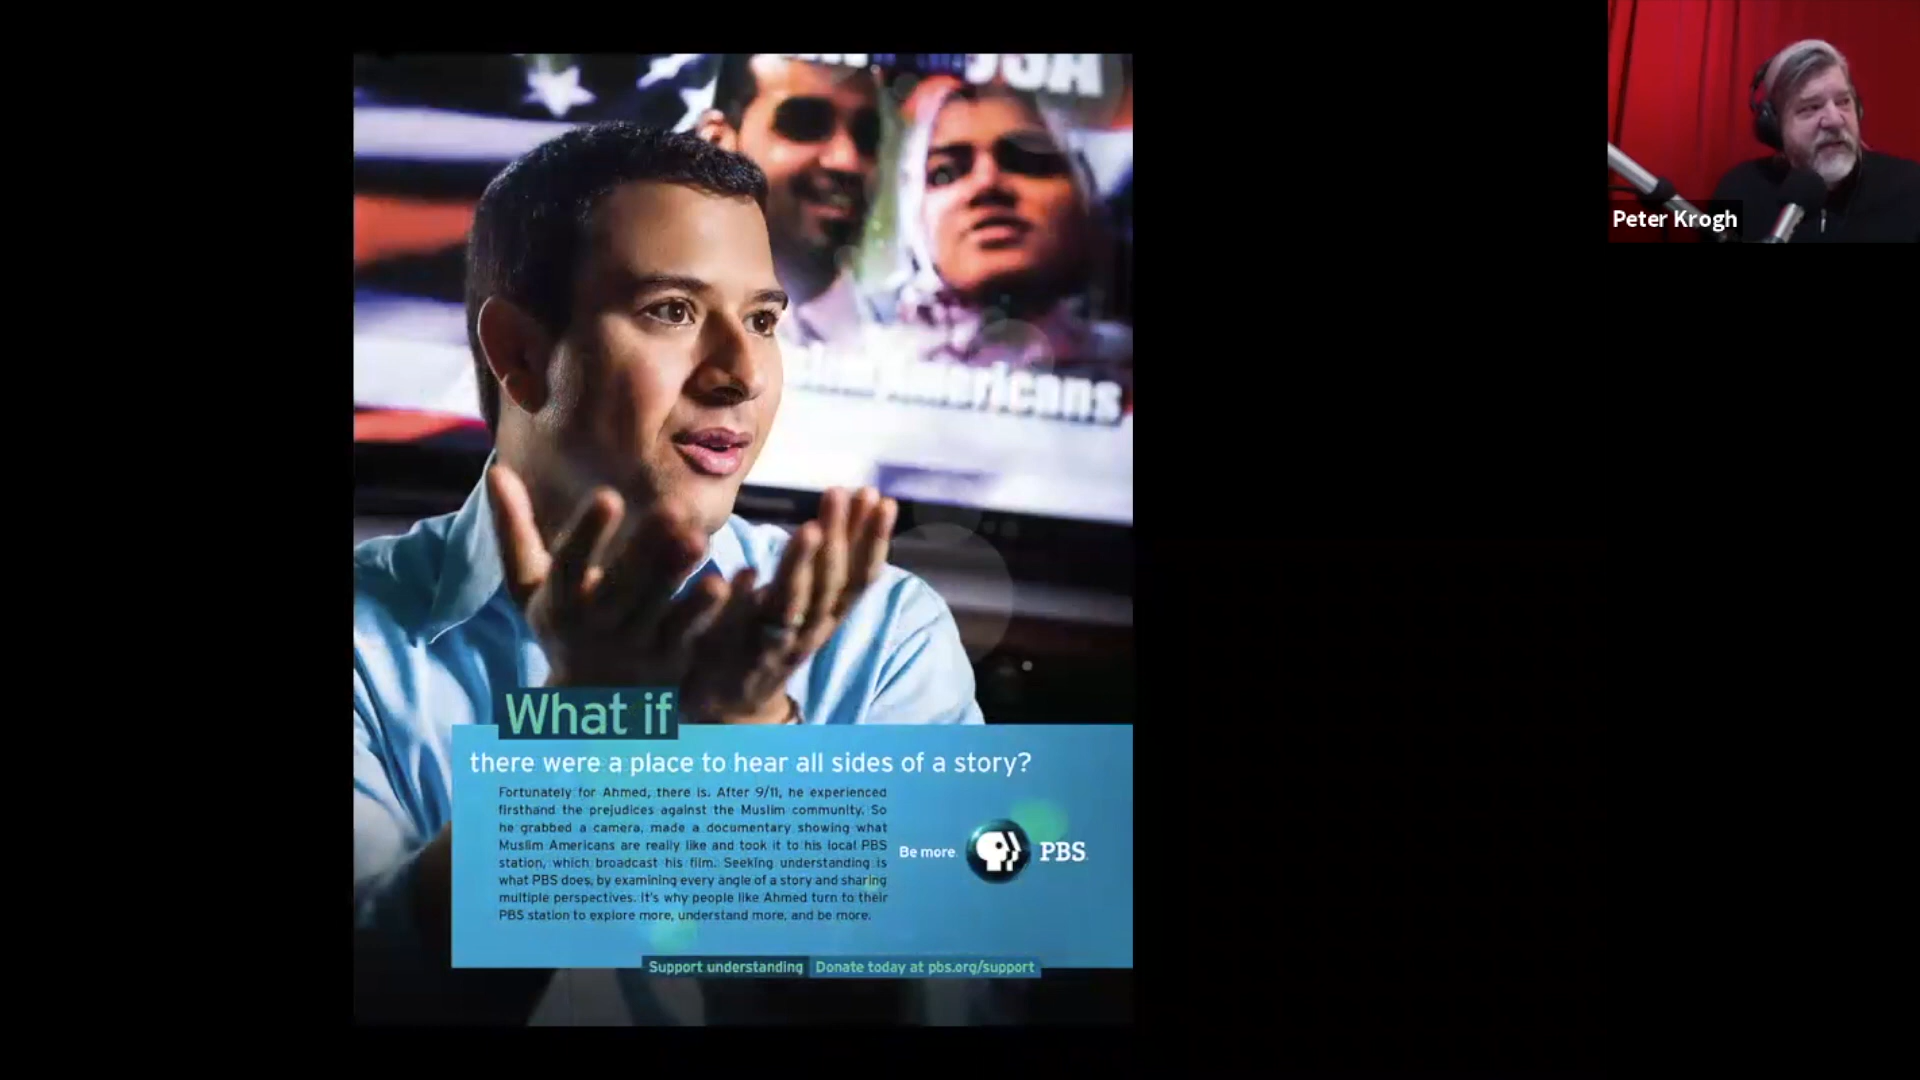 USA
Americans
Peter Krogh
What if
there were a place to hear all sides of a story?
Fortunately for Ahmed, there is. After 9/11, he experienced
firsthand the prejudices against the Muslim community. So
he grabbed a camera, made a documentary showing what
Muslim Americans are really like and took it to his local PBS
station, which broadcast his film. Seeking understanding is
what PBS does, by examining every angle of a story and sharing
multiple perspectives. It's why people like Ahmed turn to their
PBS station to explore more, understand more, and be more.
Be more. PBS.
Support understanding Donate today at pbs.org/support